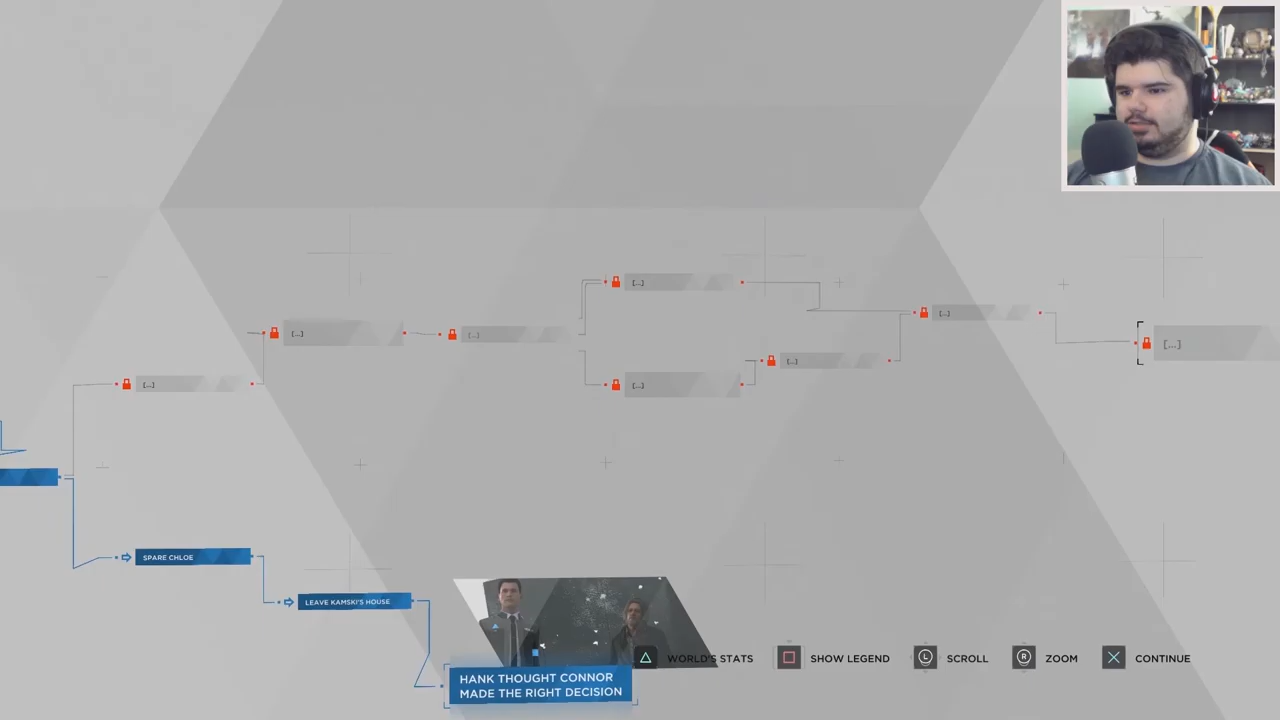 [...]
[...]
[...]
[...]
[...]
[...]
[...]
[...]
SPARE CHLOE
LEAVE KAMSKI'S HOUSE
HANK THOUGHT CONNOR
MADE THE RIGHT DECISION
WORLD'S STATS
SHOW LEGEND
L
SCROLL
R
ZOOM
CONTINUE